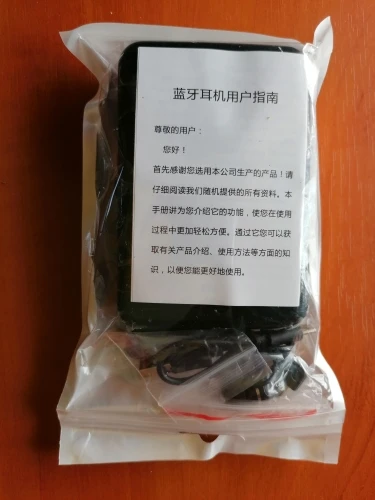 蓝牙耳机用户指南
尊敬的用户：
您好！
首先感谢您选用本公司生产的产品！请
仔细阅读我们随机提供的所有资料。本
手册讲为您介绍它的功能，使您在使用
过程中更加轻松方便。通过它您可以获
取有关产品介绍、使用方法等方面的知
识，以便您能更好地使用。